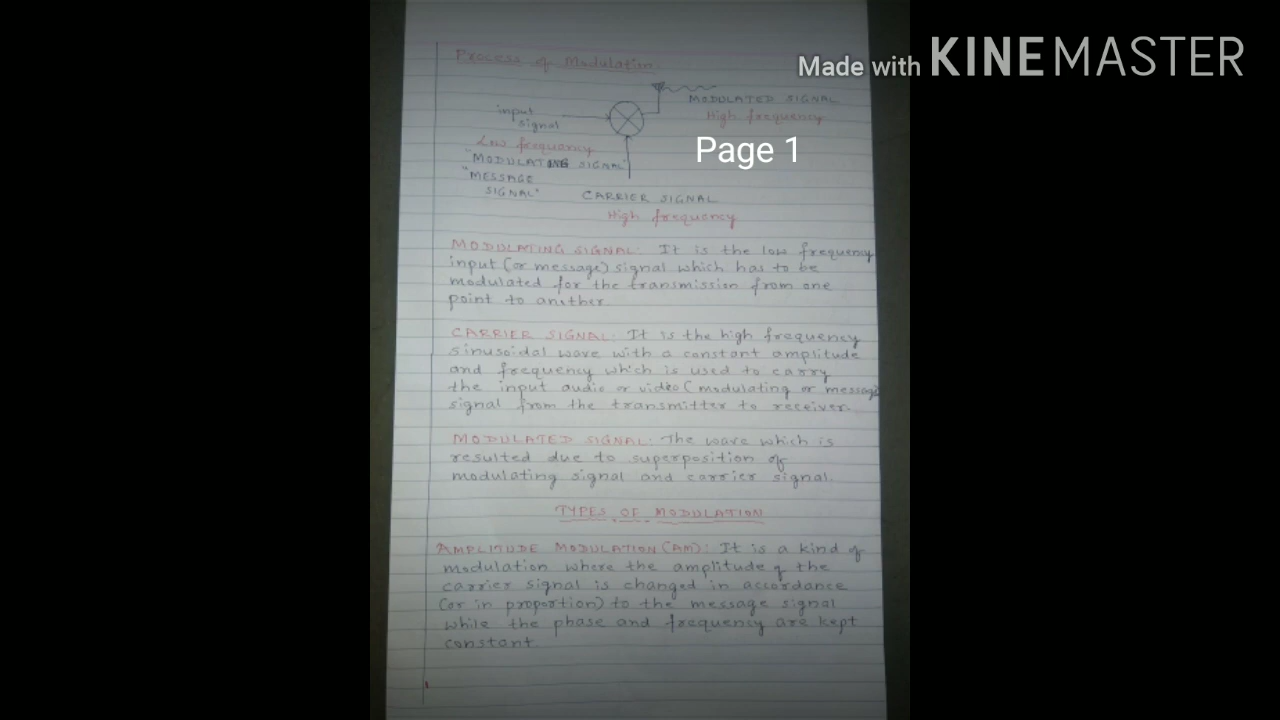 Made with KINEMASTER
Process of Modulation
MODULATED SIGNAL
High frequency
input
signal
Low frequency
"MODULATING SIGNAL"
"MESSAGE
SIGNAL"
Page 1
CARRIER SIGNAL
High frequency
MODULATING SIGNAL: It is the low frequency
input (or message) signal which has to be
modulated for the transmission from one
point to another
CARRIER SIGNAL: It is the high frequency
sinusoidal wave with a constant amplitude
and frequency which is used to carry
the input audio or video (modulating or message)
signal from the transmitter to receiver.
MODULATED SIGNAL: The wave which is
resulted due to superposition of
modulating signal and carrier signal.
TYPES OF MODULATION
AMPLITUDE MODULATION (AM): It is a kind of
modulation where the amplitude of the
carrier signal is changed in accordance
(or in proportion) to the message signal
while the phase and frequency are kept
constant.